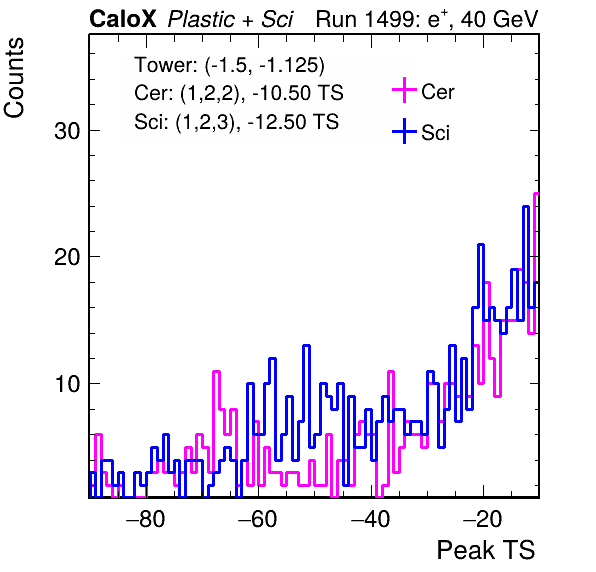 CaloX Plastic + Sci Run 1499: e+, 40 GeV
Tower: (-1.5, -1.125)
Cer: (1,2,2), -10.50 TS
Sci: (1,2,3), -12.50 TS
Cer
Sci
Counts
30
20
10
−80 −60 −40 −20
Peak TS